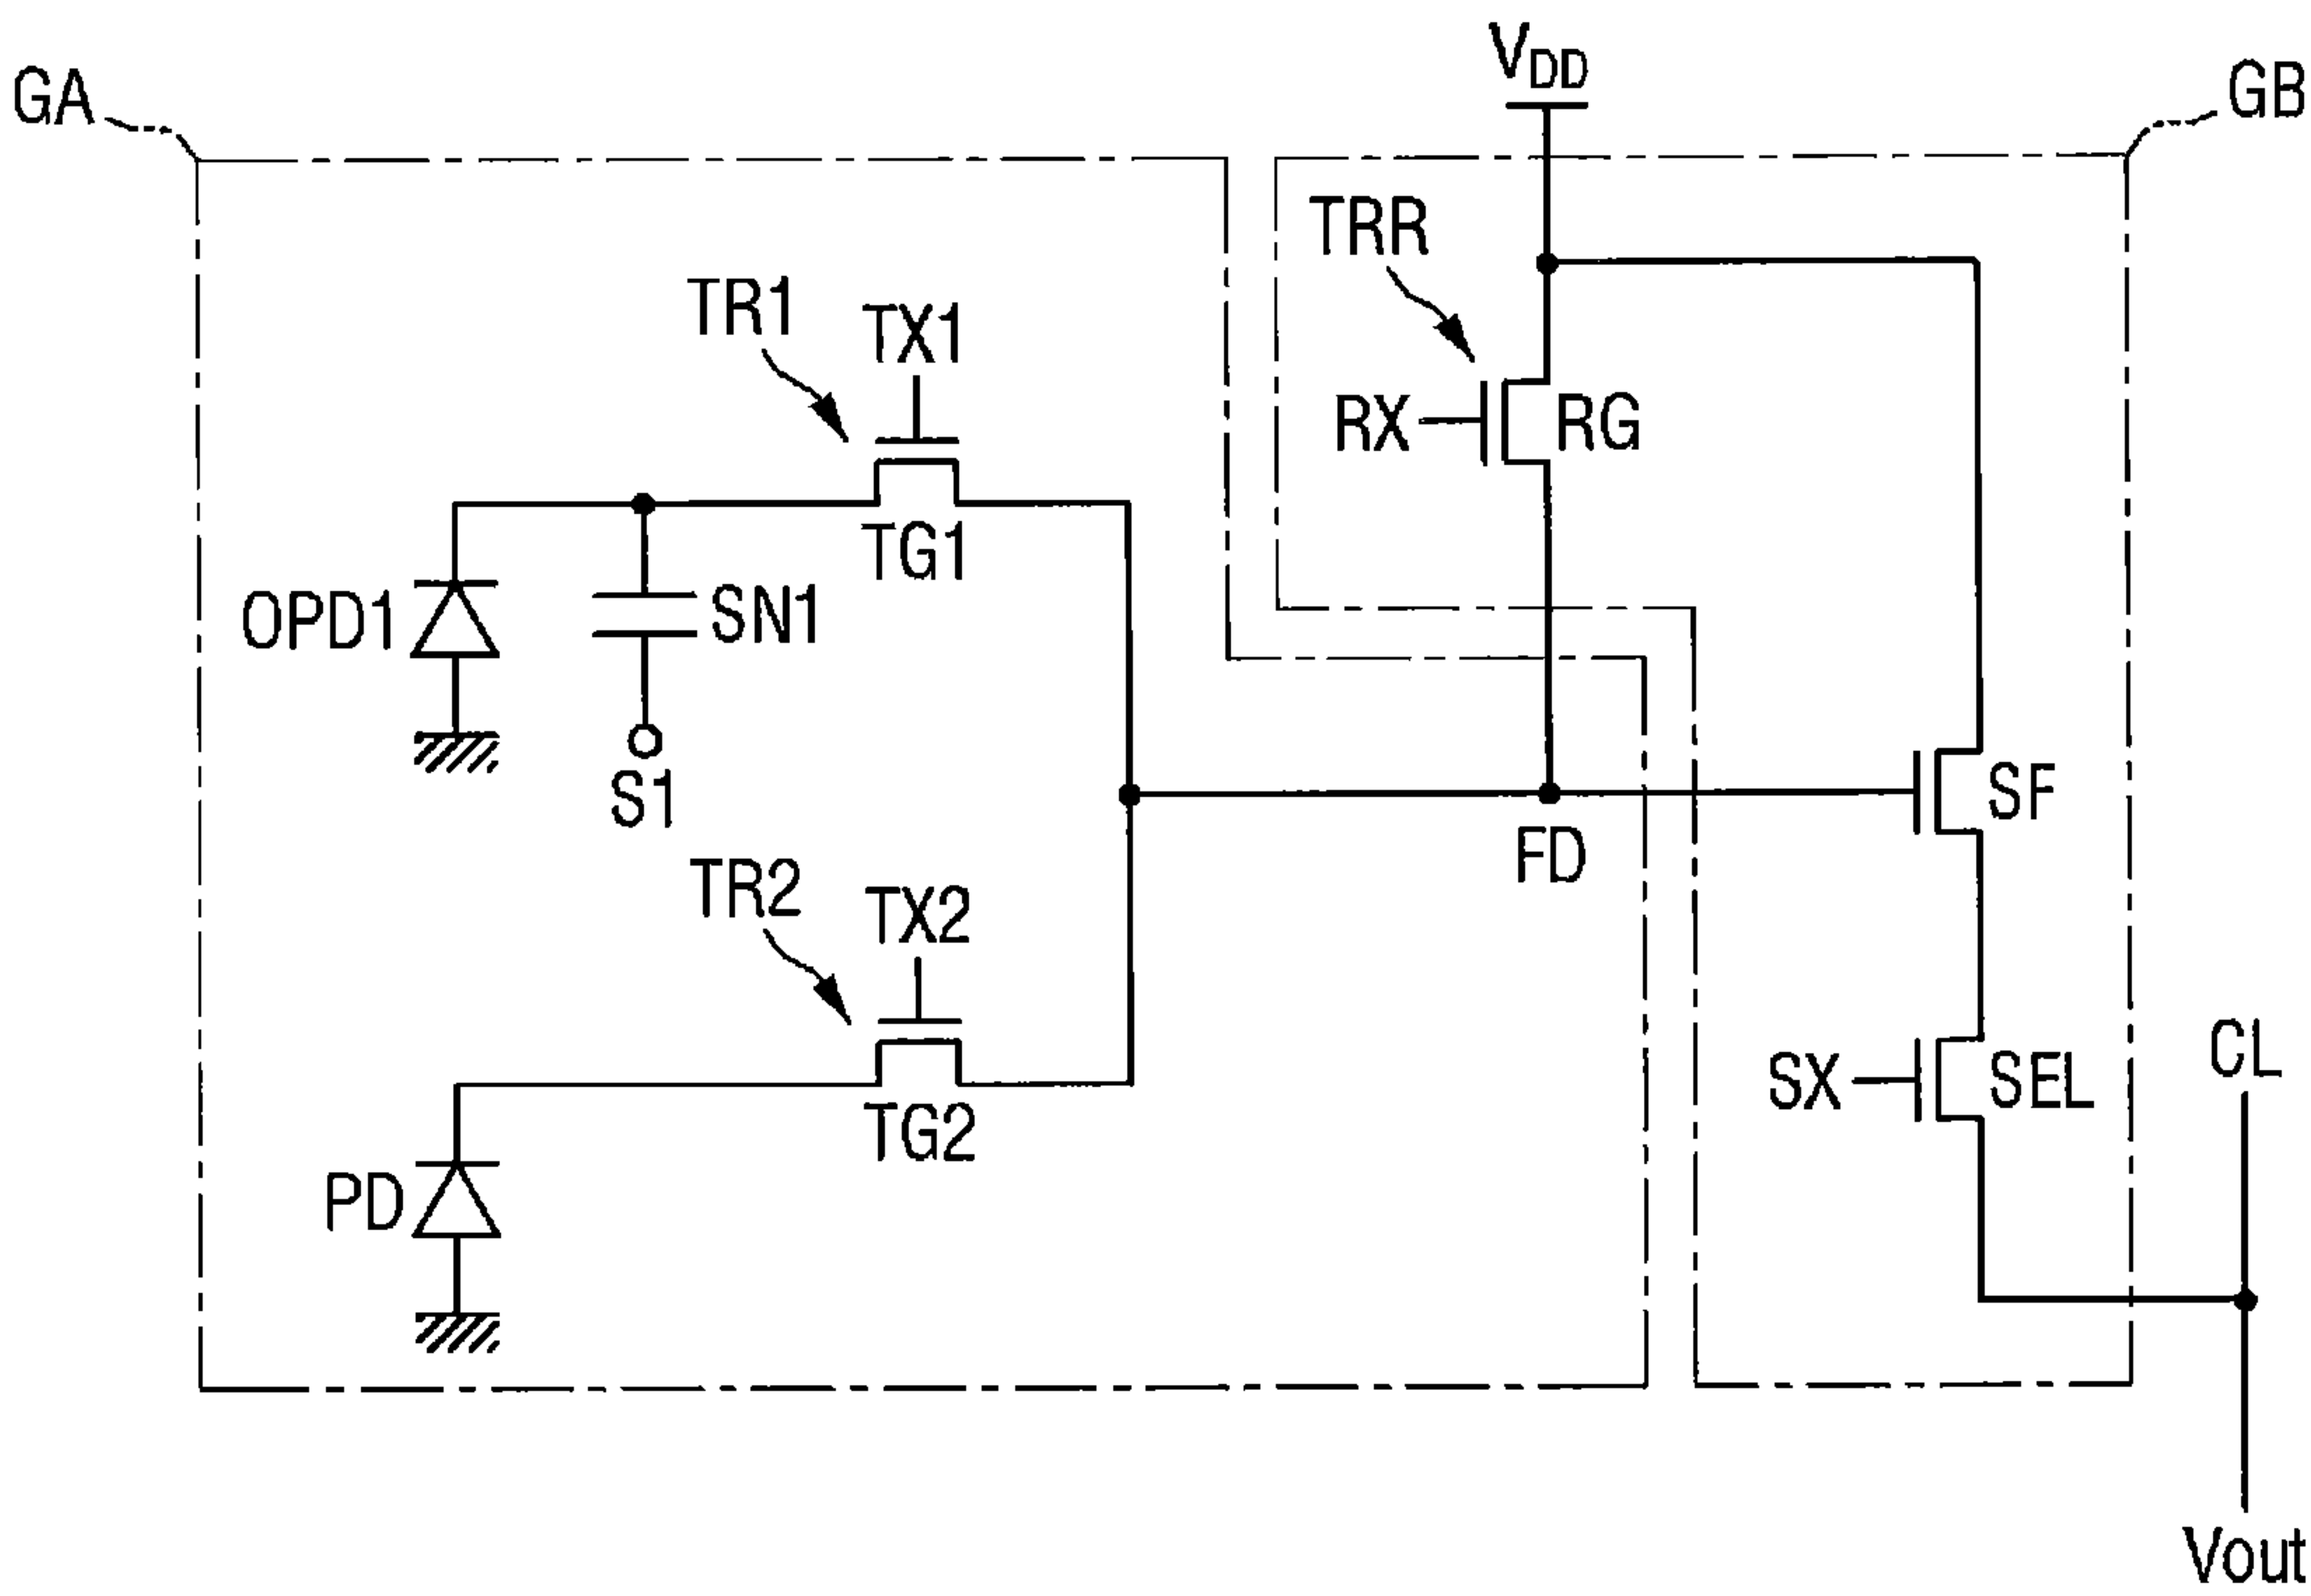 VDD
GA
GB
TRR
TR1
TX1
RX
RG
TG1
OPD1
SN1
S1
SF
FD
TR2
TX2
CL
SX
SEL
TG2
PD
Vout